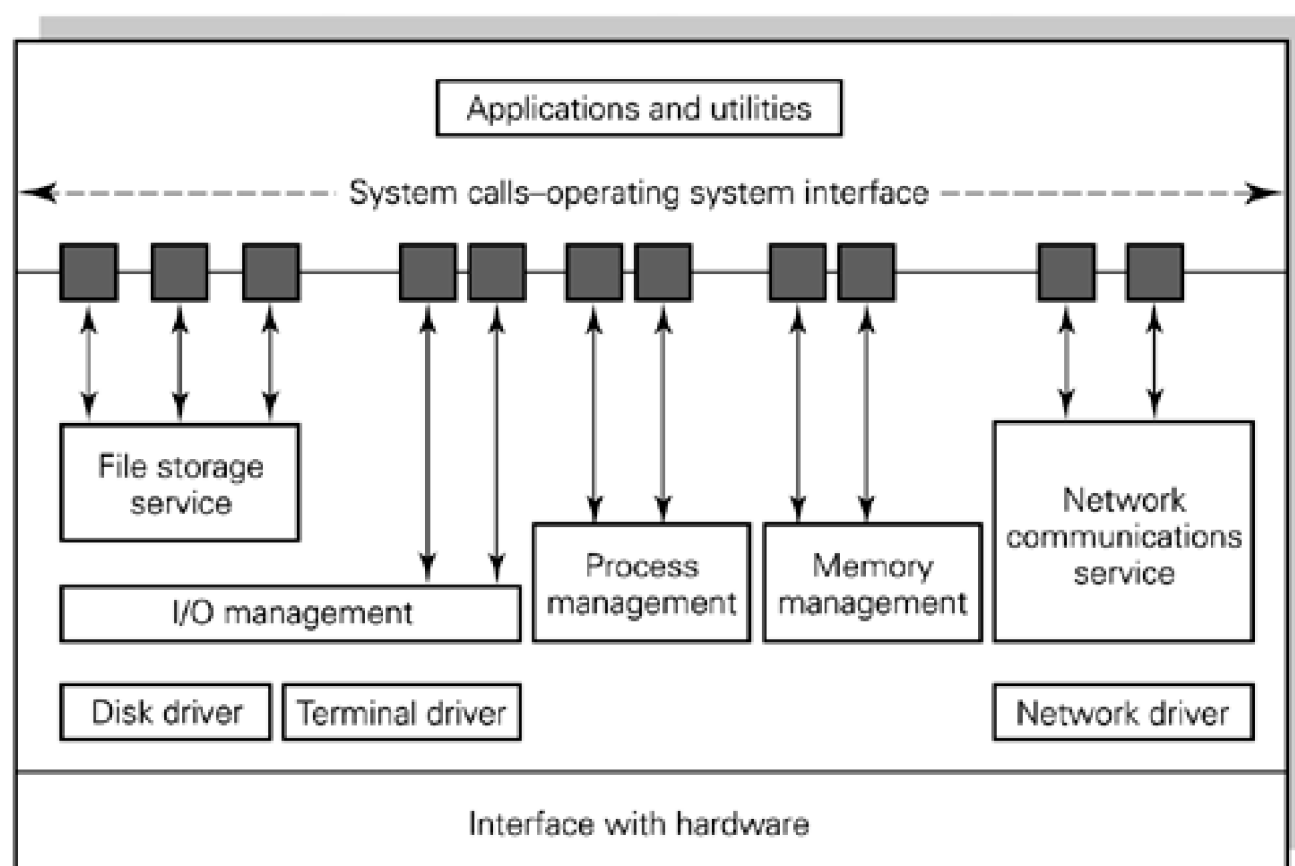 Applications and utilities
System calls–operating system interface
File storage
service
I/O management
Process
management
Memory
management
Network
communications
service
Disk driver
Terminal driver
Network driver
Interface with hardware